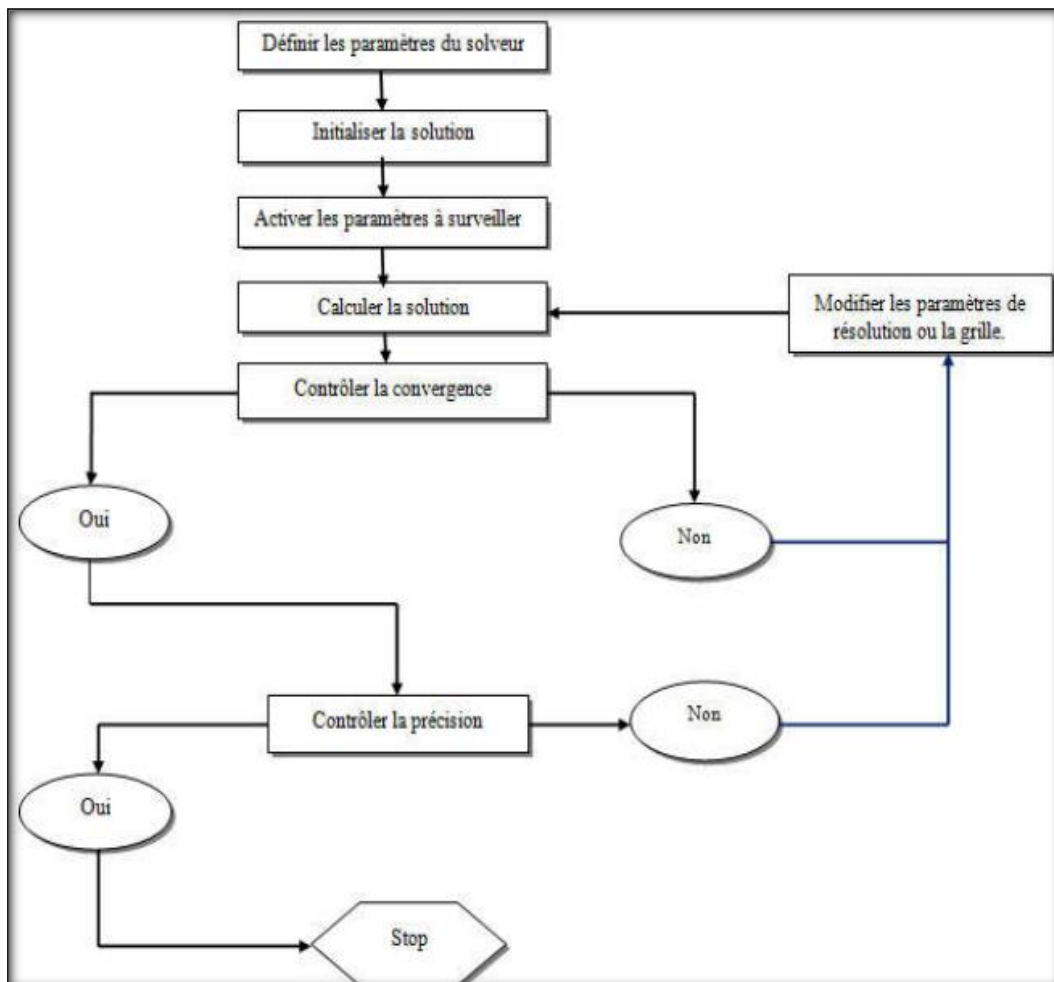 Définir les paramètres du solveur
Initialiser la solution
Activer les paramètres à surveiller
Calculer la solution
Modifier les paramètres de
résolution ou la grille.
Contrôler la convergence
Oui
Non
Contrôler la précision
Non
Oui
Stop